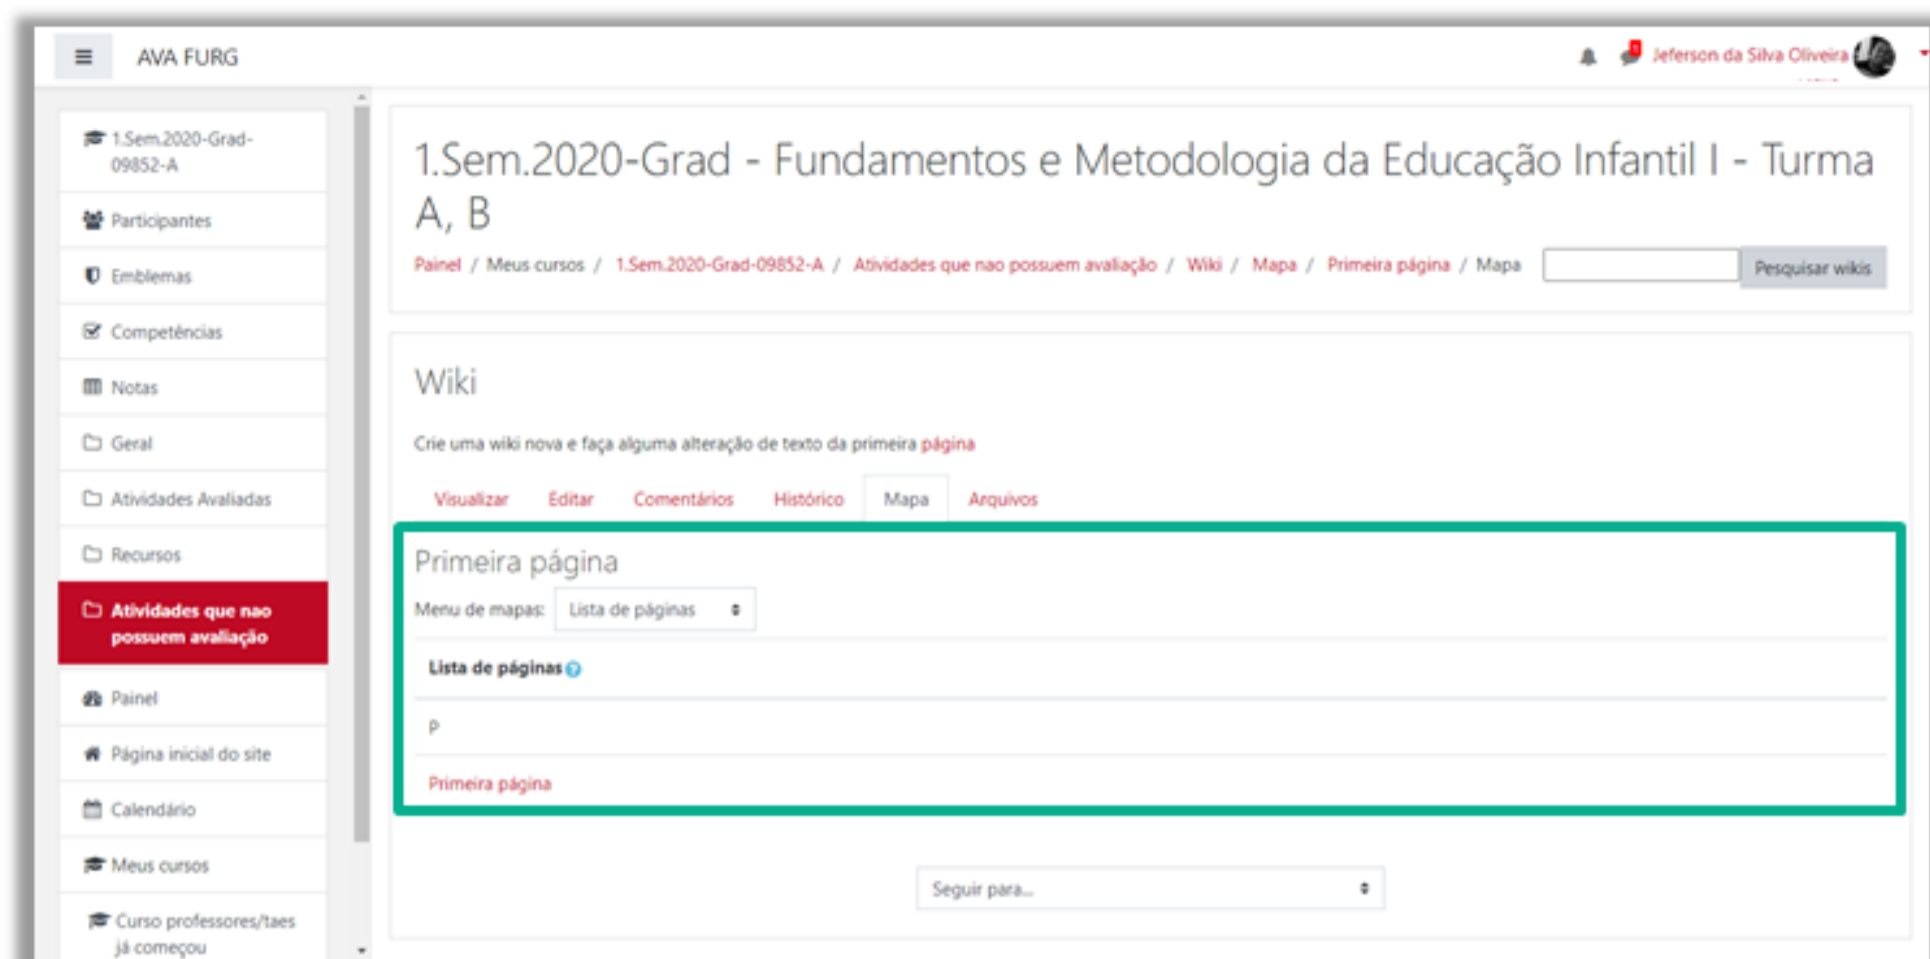 AVA FURG
1 Jeferson da Silva Oliveira
1.Sem.2020-Grad-
09852-A
Participantes
Emblemas
Competências
Notas
Geral
Atividades Avaliadas
Recursos
Atividades que nao
possuem avaliação
Painel
Página inicial do site
Calendário
Meus cursos
Curso professores/taes
já começou
1.Sem.2020-Grad - Fundamentos e Metodologia da Educação Infantil I - Turma
A, B
Painel / Meus cursos / 1.Sem.2020-Grad-09852-A / Atividades que nao possuem avaliação / Wiki / Mapa / Primeira página / Mapa
Pesquisar wikis
Wiki
Crie uma wiki nova e faça alguma alteração de texto da primeira página
Visualizar Editar Comentários Histórico Mapa Arquivos
Primeira página
Menu de mapas: Lista de páginas
Lista de páginas
P
Primeira página
Seguir para...